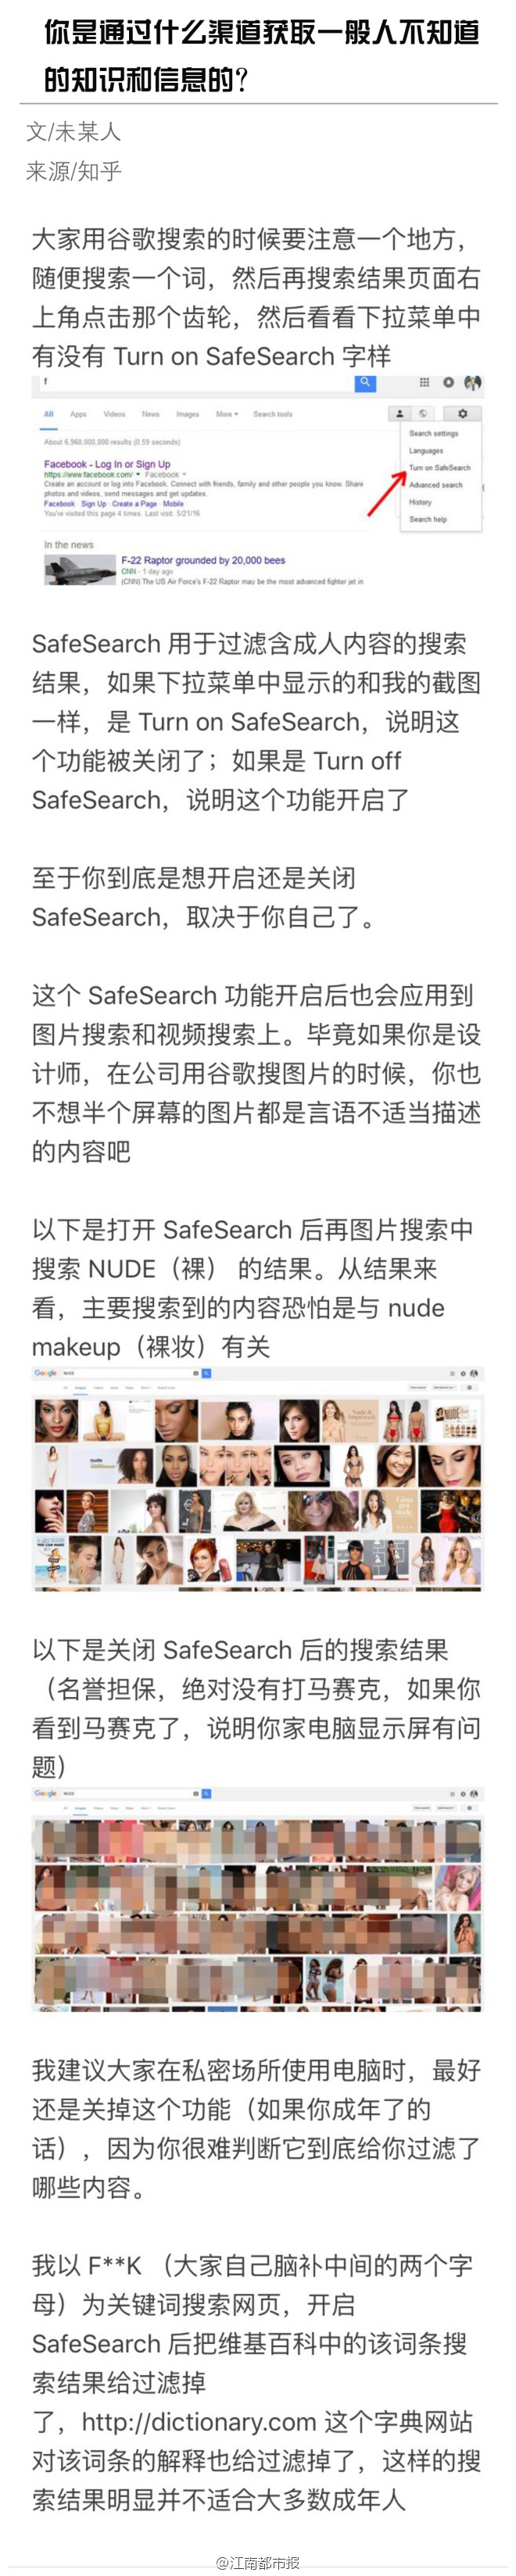 你是通过什么渠道获取一般人不知道
的知识和信息的?
文/未某人
来源/知乎
大家用谷歌搜索的时候要注意一个地方，
随便搜索一个词，然后再搜索结果页面右
上角点击那个齿轮，然后看看下拉菜单中
有没有 Turn on SafeSearch 字样
f
All Apps Videos News Images More Search tools
About 6,960,000,000 results (0.59 seconds)
Search settings
Languages
Turn on SafeSearch
Advanced search
History
Search help
Facebook - Log In or Sign Up
https://www.facebook.com/ Facebook
Create an account or log into Facebook. Connect with friends, family and other people you know. Share
photos and videos, send messages and get updates.
Facebook · Sign Up · Create a Page · Mobile
You've visited this page 4 times. Last visit: 5/21/16
In the news
F-22 Raptor grounded by 20,000 bees
CNN - 1 day ago
(CNN) The US Air Force's F-22 Raptor may be the most advanced fighter jet in
SafeSearch 用于过滤含成人内容的搜索
结果，如果下拉菜单中显示的和我的截图
一样，是 Turn on SafeSearch，说明这
个功能被关闭了；如果是 Turn off
SafeSearch，说明这个功能开启了
至于你到底是想开启还是关闭
SafeSearch，取决于你自己了。
这个 SafeSearch 功能开启后也会应用到
图片搜索和视频搜索上。毕竟如果你是设
计师，在公司用谷歌搜图片的时候，你也
不想半个屏幕的图片都是言语不适当描述
的内容吧
以下是打开 SafeSearch 后再图片搜索中
搜索 NUDE（裸） 的结果。从结果来
看，主要搜索到的内容恐怕是与 nude
makeup（裸妆）有关
Google NUDE
以下是关闭 SafeSearch 后的搜索结果
（名誉担保，绝对没有打马赛克，如果你
看到马赛克了，说明你家电脑显示屏有问
题）
Google NUDE
我建议大家在私密场所使用电脑时，最好
还是关掉这个功能（如果你成年了的
话），因为你很难判断它到底给你过滤了
哪些内容。
我以 F**K （大家自己脑补中间的两个字
母）为关键词搜索网页，开启
SafeSearch 后把维基百科中的该词条搜
索结果给过滤掉
了，http://dictionary.com 这个字典网站
对该词条的解释也给过滤掉了，这样的搜
索结果明显并不适合大多数成年人
@江南都市报